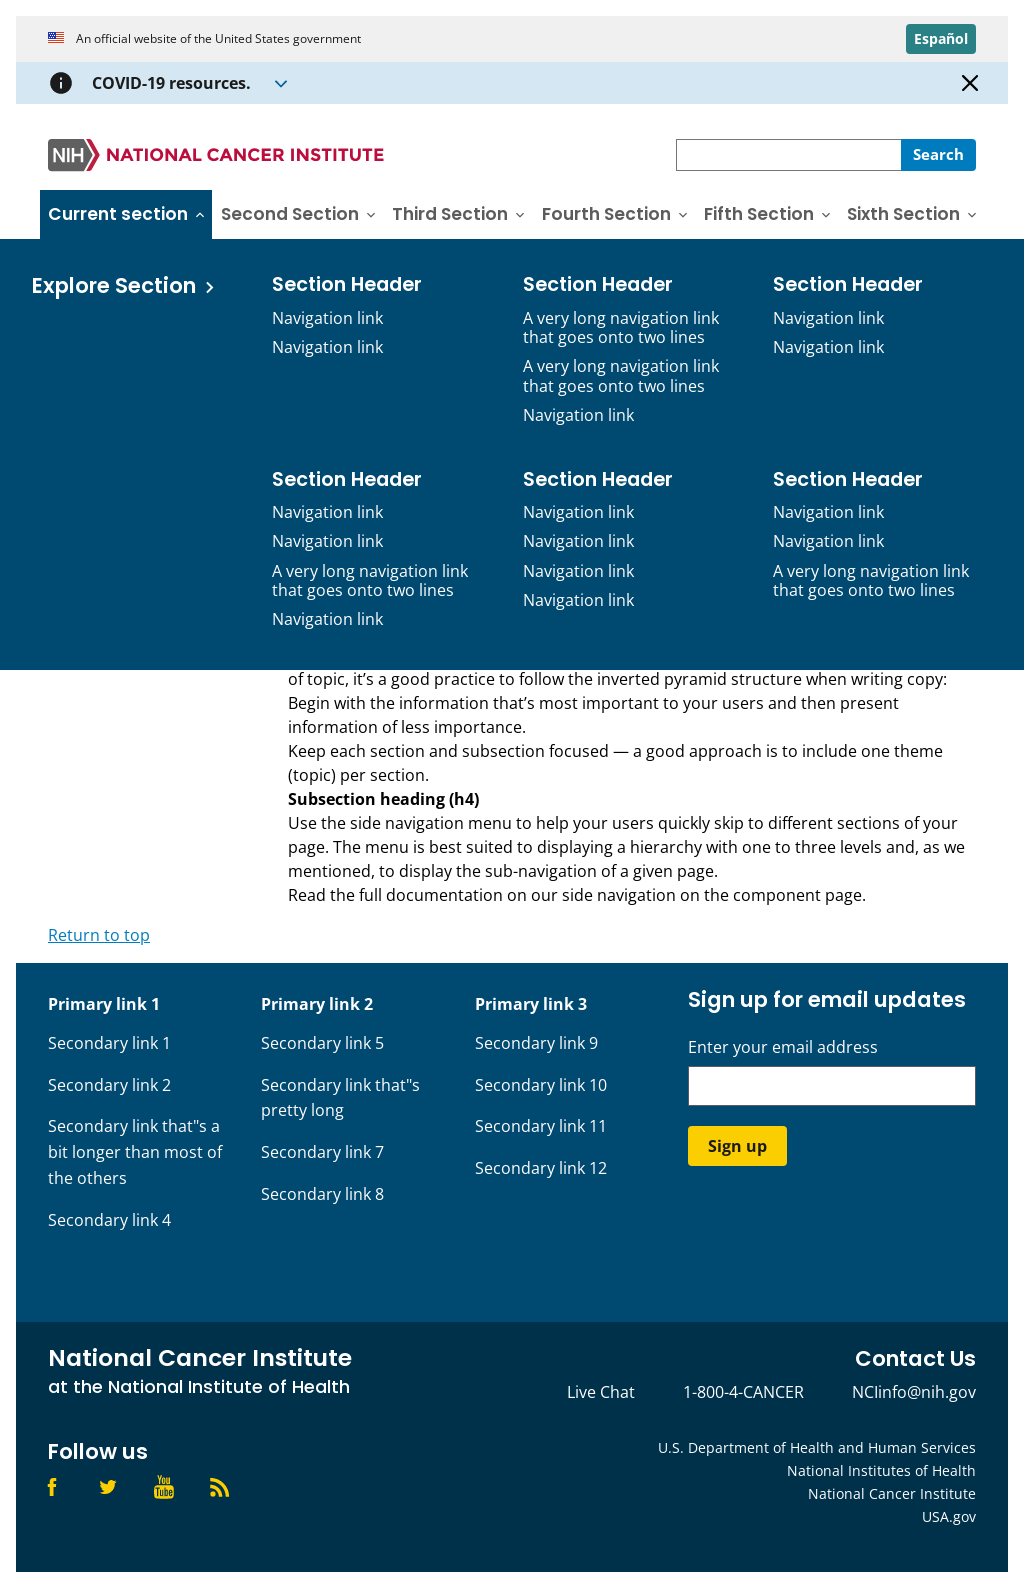 An official website of the United States government
Español
COVID-19 resources.
NIH NATIONAL CANCER INSTITUTE
Search
Current section Second Section Third Section Fourth Section Fifth Section Sixth Section
Explore Section
Section Header
Navigation link
Navigation link
Section Header
A very long navigation link
that goes onto two lines
A very long navigation link
that goes onto two lines
Navigation link
Section Header
Navigation link
Navigation link
Section Header
Navigation link
Navigation link
A very long navigation link
that goes onto two lines
Navigation link
Section Header
Navigation link
Navigation link
Navigation link
Navigation link
Section Header
Navigation link
Navigation link
A very long navigation link
that goes onto two lines
of topic, it’s a good practice to follow the inverted pyramid structure when writing copy:
Begin with the information that’s most important to your users and then present
information of less importance.
Keep each section and subsection focused — a good approach is to include one theme
(topic) per section.
Subsection heading (h4)
Use the side navigation menu to help your users quickly skip to different sections of your
page. The menu is best suited to displaying a hierarchy with one to three levels and, as we
mentioned, to display the sub-navigation of a given page.
Read the full documentation on our side navigation on the component page.
Return to top
Primary link 1
Secondary link 1
Secondary link 2
Secondary link that"s a
bit longer than most of
the others
Secondary link 4
Primary link 2
Secondary link 5
Secondary link that"s
pretty long
Secondary link 7
Secondary link 8
Primary link 3
Secondary link 9
Secondary link 10
Secondary link 11
Secondary link 12
Sign up for email updates
Enter your email address
Sign up
National Cancer Institute
at the National Institute of Health
Contact Us
Live Chat
1-800-4-CANCER
NCIinfo@nih.gov
Follow us
You
Tube
U.S. Department of Health and Human Services
National Institutes of Health
National Cancer Institute
USA.gov